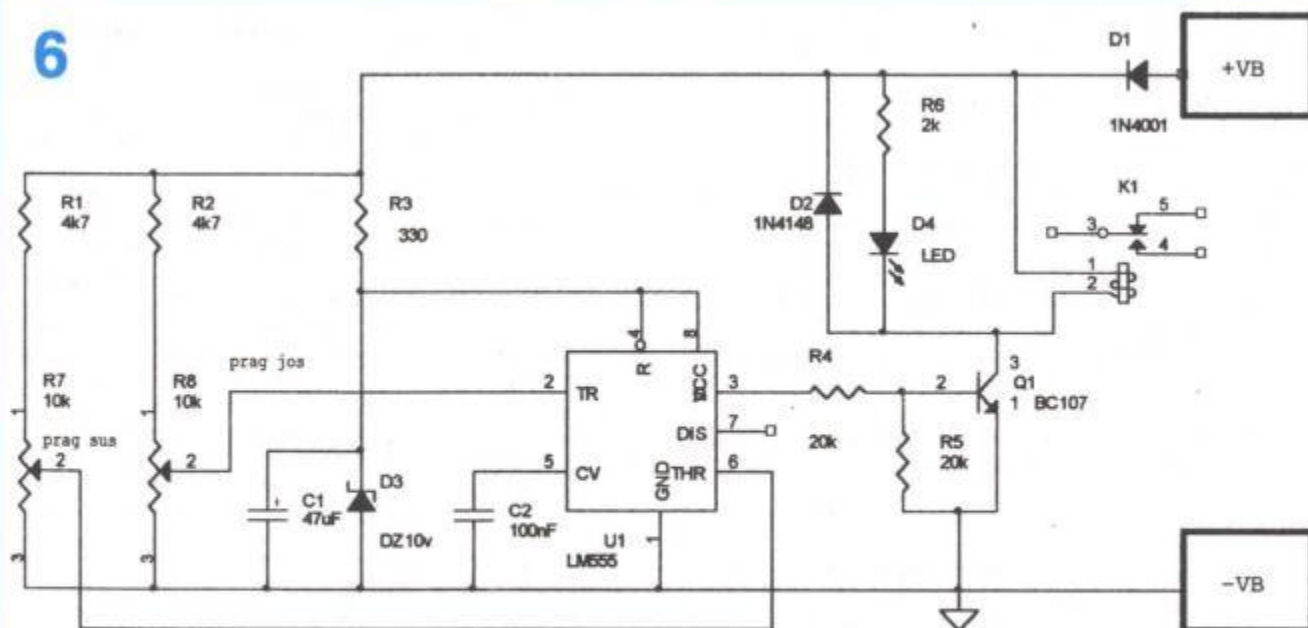 6
D1
+VB
1N4001
R6
2k
R1
4k7
R2
4k7
R3
330
D2
1N4148
D4
LED
K1
5
3
4
1
2
prag jos
R7
10k
1
prag sus
2
3
R8
10k
1
2
3
4
8
R
2
TR
3
R4
20k
2
3
Q1
1
BC107
DIS
7
5
CV
GND
THR
6
R5
20k
C1
+
47uF
D3
DZ10v
C2
100nF
1
U1
LM555
-VB